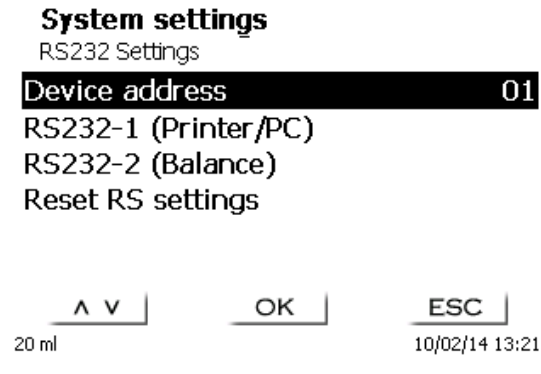 System settings
RS232 Settings
Device address 01
RS232-1 (Printer/PC)
RS232-2 (Balance)
Reset RS settings
∧ ∨ OK ESC
20 ml 10/02/14 13:21